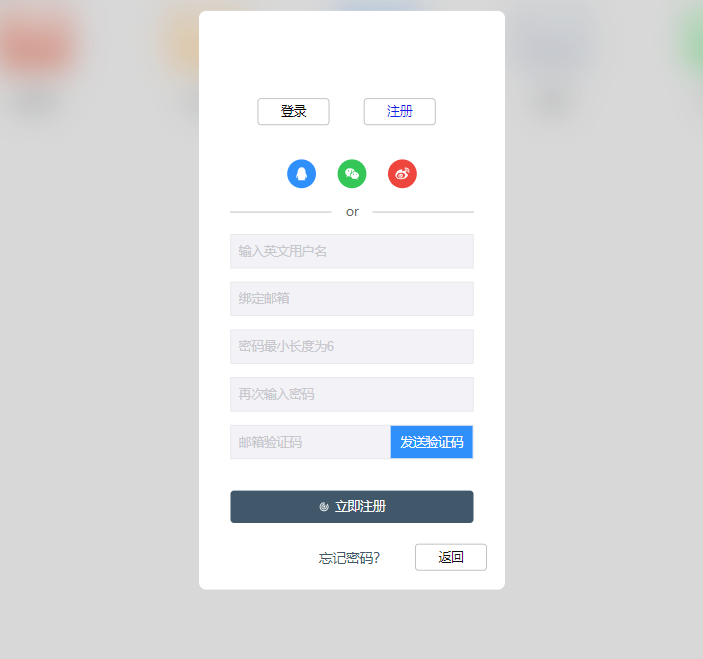 登录 注册
or
输入英文用户名
绑定邮箱
密码最小长度为6
再次输入密码
邮箱验证码 发送验证码
立即注册
忘记密码? 返回